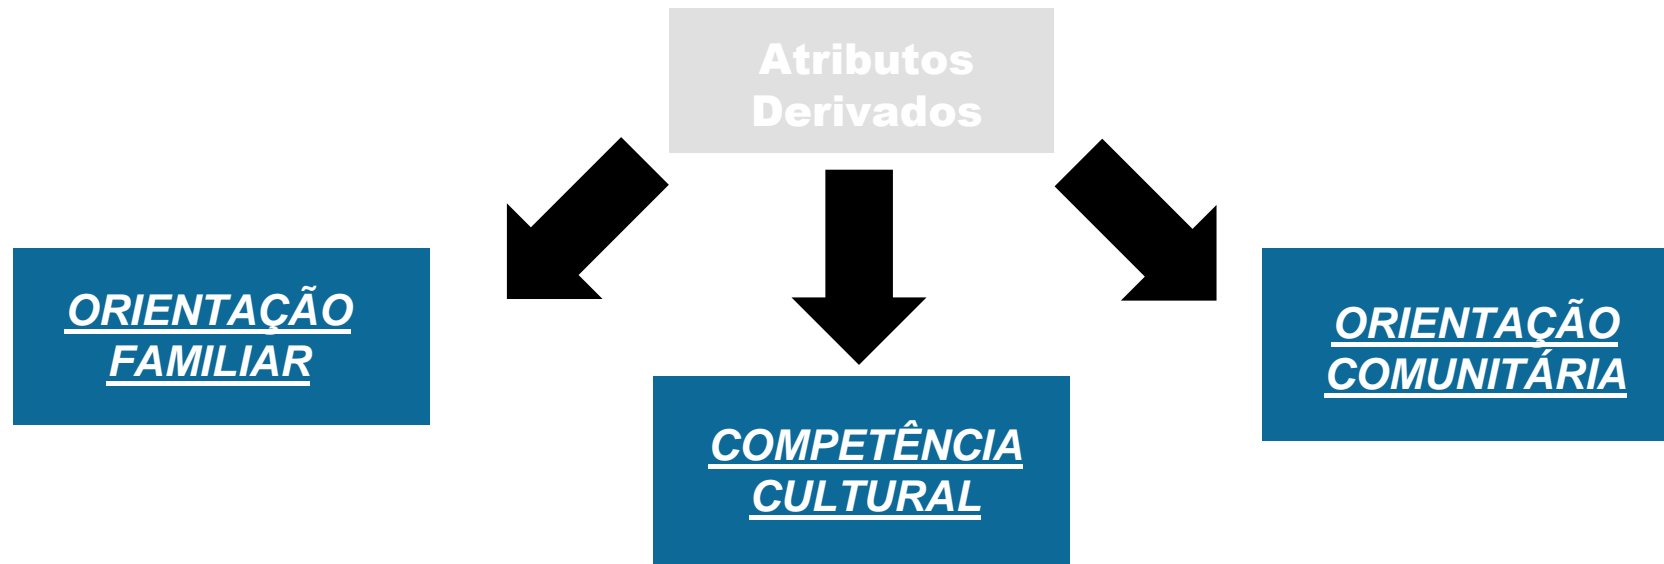 Atributos
Derivados
ORIENTAÇÃO
FAMILIAR
COMPETÊNCIA
CULTURAL
ORIENTAÇÃO
COMUNITÁRIA